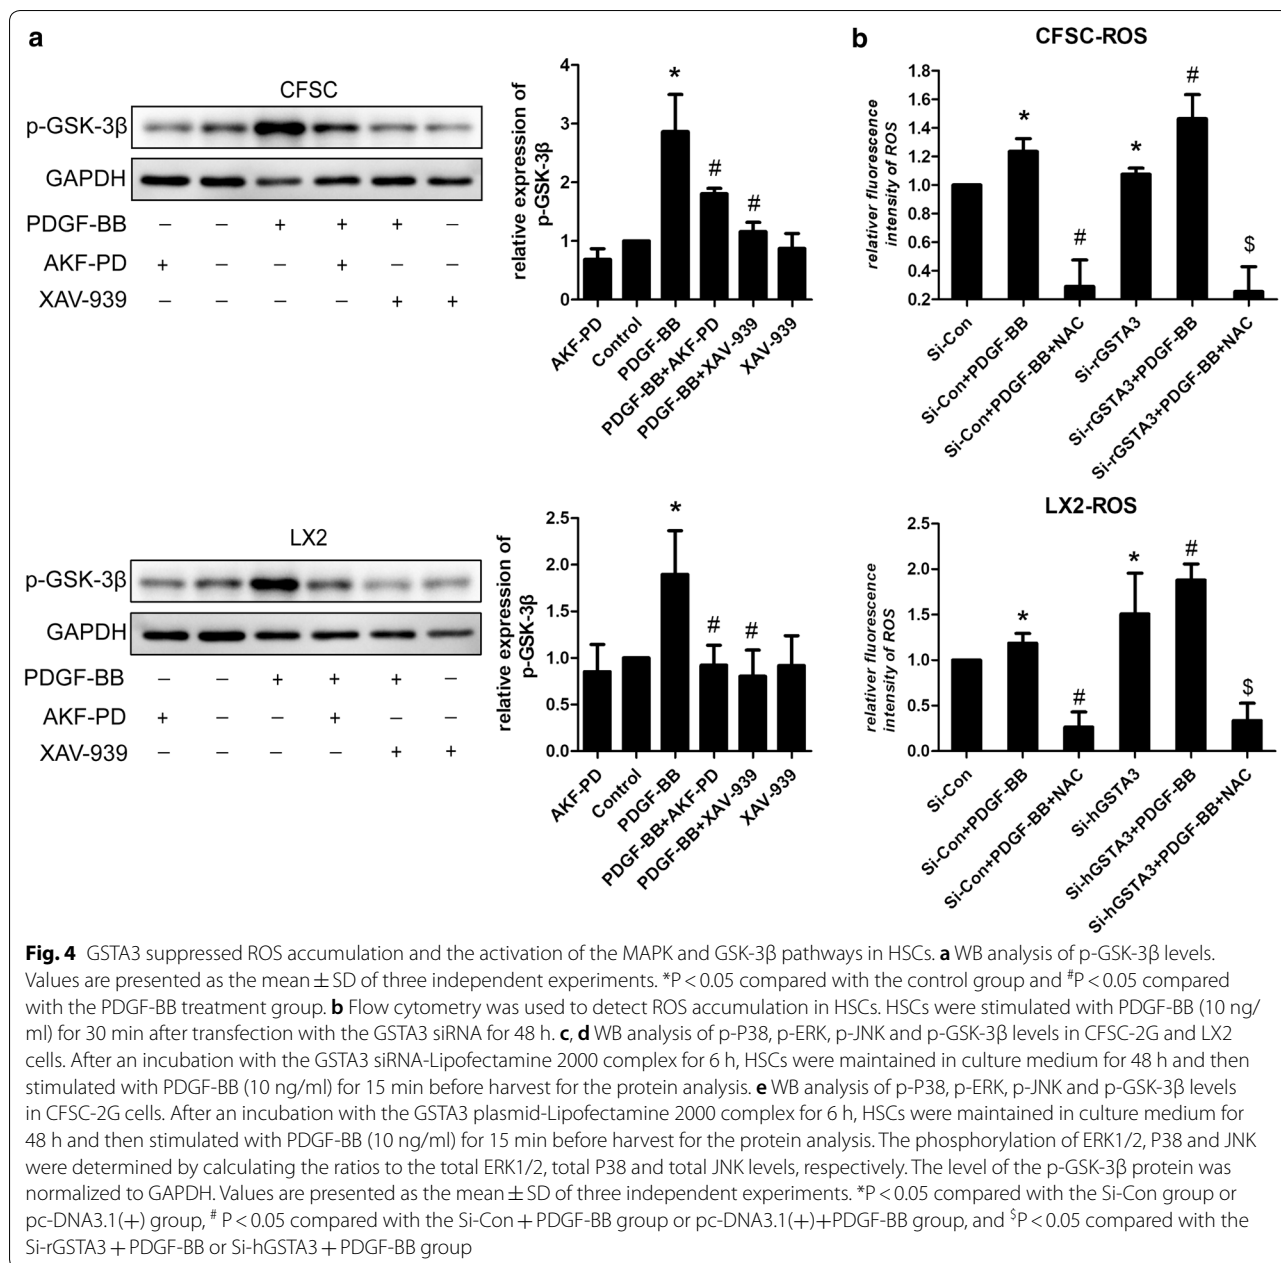 a
CFSC
p-GSK-3β
GAPDH
PDGF-BB − − + + + −
AKF-PD + − − + − −
XAV-939 − − − − + +
relative expression of
p-GSK-3β
4
3
2
1
0
*
#
#
AKF-PD
Control
PDGF-BB
PDGF-BB+AKF-PD
PDGF-BB+XAV-939
XAV-939
b
CFSC-ROS
relativer fluorescence
intensity of ROS
1.8
1.6
1.4
1.2
1.0
0.8
0.6
0.4
0.2
*
#
*
#
$
Si-Con
Si-Con+PDGF-BB
Si-Con+PDGF-BB+NAC
Si-rGSTA3
Si-rGSTA3+PDGF-BB
Si-rGSTA3+PDGF-BB+NAC
LX2
p-GSK-3β
GAPDH
PDGF-BB − − + + + −
AKF-PD + − − + − −
XAV-939 − − − − + +
relative expression of
p-GSK-3β
2.5
2.0
1.5
1.0
0.5
0.0
*
#
#
AKF-PD
Control
PDGF-BB
PDGF-BB+AKF-PD
PDGF-BB+XAV-939
XAV-939
LX2-ROS
relativer fluorescence
intensity of ROS
2.5
2.0
1.5
1.0
0.5
0.0
*
#
*
#
$
Si-Con
Si-Con+PDGF-BB
Si-Con+PDGF-BB+NAC
Si-hGSTA3
Si-hGSTA3+PDGF-BB
Si-hGSTA3+PDGF-BB+NAC
Fig. 4 GSTA3 suppressed ROS accumulation and the activation of the MAPK and GSK-3β pathways in HSCs. a WB analysis of p-GSK-3β levels.
Values are presented as the mean ± SD of three independent experiments. *P < 0.05 compared with the control group and #P < 0.05 compared
with the PDGF-BB treatment group. b Flow cytometry was used to detect ROS accumulation in HSCs. HSCs were stimulated with PDGF-BB (10 ng/
ml) for 30 min after transfection with the GSTA3 siRNA for 48 h. c, d WB analysis of p-P38, p-ERK, p-JNK and p-GSK-3β levels in CFSC-2G and LX2
cells. After an incubation with the GSTA3 siRNA-Lipofectamine 2000 complex for 6 h, HSCs were maintained in culture medium for 48 h and then
stimulated with PDGF-BB (10 ng/ml) for 15 min before harvest for the protein analysis. e WB analysis of p-P38, p-ERK, p-JNK and p-GSK-3β levels
in CFSC-2G cells. After an incubation with the GSTA3 plasmid-Lipofectamine 2000 complex for 6 h, HSCs were maintained in culture medium for
48 h and then stimulated with PDGF-BB (10 ng/ml) for 15 min before harvest for the protein analysis. The phosphorylation of ERK1/2, P38 and JNK
were determined by calculating the ratios to the total ERK1/2, total P38 and total JNK levels, respectively. The level of the p-GSK-3β protein was
normalized to GAPDH. Values are presented as the mean ± SD of three independent experiments. *P < 0.05 compared with the Si-Con group or
pc-DNA3.1(+) group, # P < 0.05 compared with the Si-Con + PDGF-BB group or pc-DNA3.1(+)+PDGF-BB group, and $P < 0.05 compared with the
Si-rGSTA3 + PDGF-BB or Si-hGSTA3 + PDGF-BB group